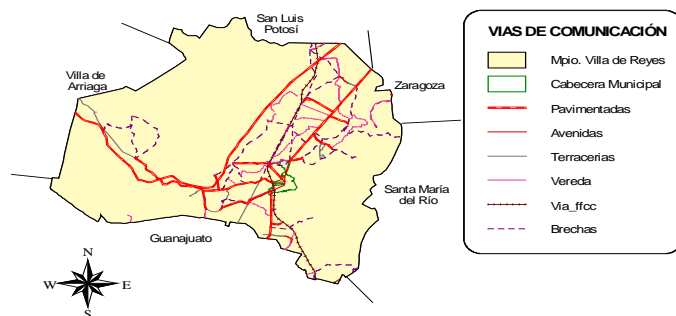 San Luis
Potosí
Villa de
Arriaga
Zaragoza
Santa María
del Río
Guanajuato
N
W
E
S
VIAS DE COMUNICACIÓN
Mpio. Villa de Reyes
Cabecera Municipal
Pavimentadas
Avenidas
Terracerias
Vereda
Via_ffcc
Brechas